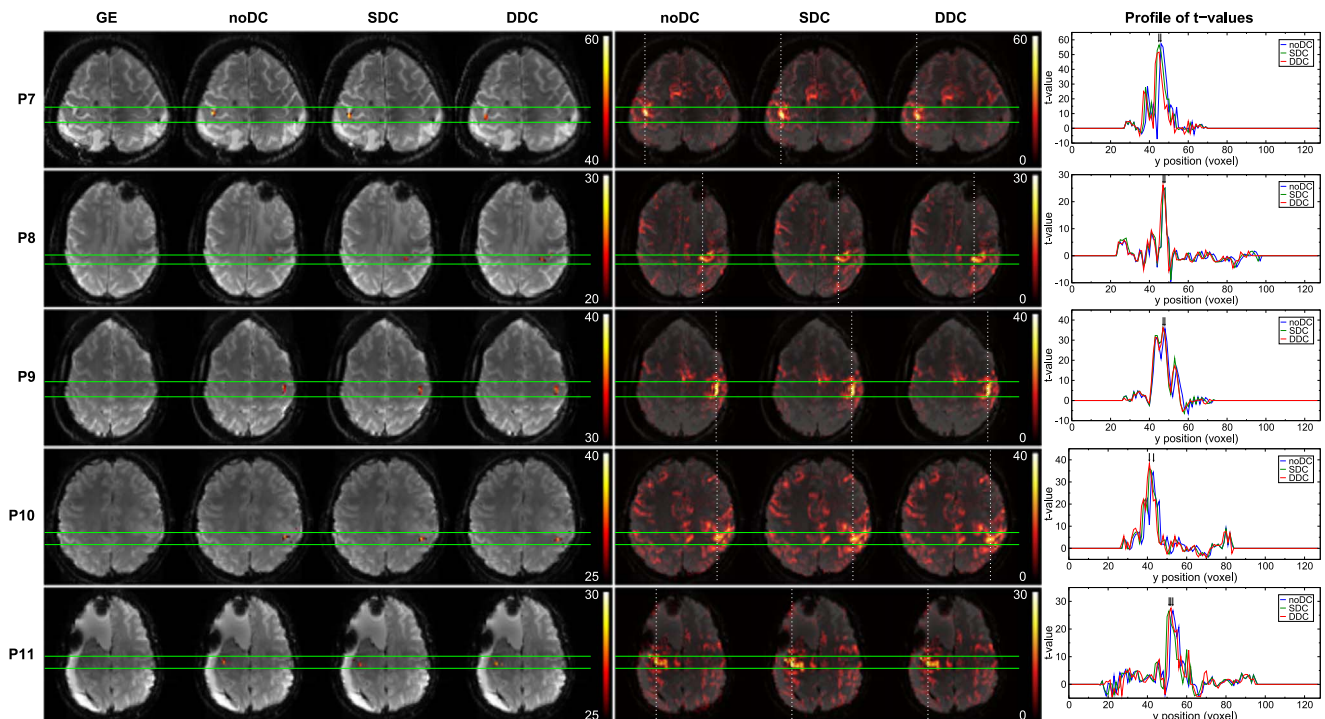 GE noDC SDC DDC noDC SDC DDC Profile of t−values
P7
60
40
60
0
t−value
60
50
40
30
20
10
0
−10
noDC
SDC
DDC
0 20 40 60 80 100 120
y position (voxel)
P8
30
20
30
0
t−value
30
20
10
0
−10
noDC
SDC
DDC
0 20 40 60 80 100 120
y position (voxel)
P9
40
30
40
0
t−value
40
30
20
10
0
−10
noDC
SDC
DDC
0 20 40 60 80 100 120
y position (voxel)
P10
40
25
40
0
t−value
40
30
20
10
0
noDC
SDC
DDC
0 20 40 60 80 100 120
y position (voxel)
P11
30
25
30
0
t−value
30
20
10
0
noDC
SDC
DDC
0 20 40 60 80 100 120
y position (voxel)